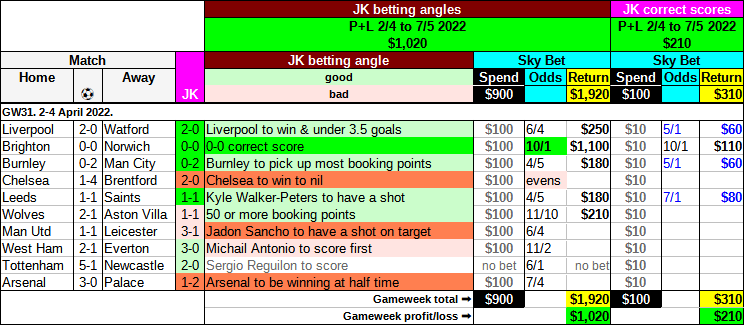 JK betting angles JK correct scores
P+L 2/4 to 7/5 2022 P+L 2/4 to 7/5 2022
$1,020 $210
Match JK betting angle Sky Bet Sky Bet
Home Away JK good Spend Odds Return Spend Odds Return
bad $900 $1,920 $100 $310
GW31. 2-4 April 2022.
Liverpool 2-0 Watford 2-0 Liverpool to win & under 3.5 goals $100 6/4 $250 $10 5/1 $60
Brighton 0-0 Norwich 0-0 0-0 correct score $100 10/1 $1,100 $10 10/1 $110
Burnley 0-2 Man City 0-2 Burnley to pick up most booking points $100 4/5 $180 $10 5/1 $60
Chelsea 1-4 Brentford 2-0 Chelsea to win to nil $100 evens $10
Leeds 1-1 Saints 1-1 Kyle Walker-Peters to have a shot $100 4/5 $180 $10 7/1 $80
Wolves 2-1 Aston Villa 1-1 50 or more booking points $100 11/10 $210 $10
Man Utd 1-1 Leicester 3-1 Jadon Sancho to have a shot on target $100 6/4 $10
West Ham 2-1 Everton 3-0 Michail Antonio to score first $100 11/2 $10
Tottenham 5-1 Newcastle 2-0 Sergio Reguilon to score no bet 6/1 no bet $10
Arsenal 3-0 Palace 1-2 Arsenal to be winning at half time $100 7/4 $10
Gameweek total ➡ $900 $1,920 $100 $310
Gameweek profit/loss ➡ $1,020 $210